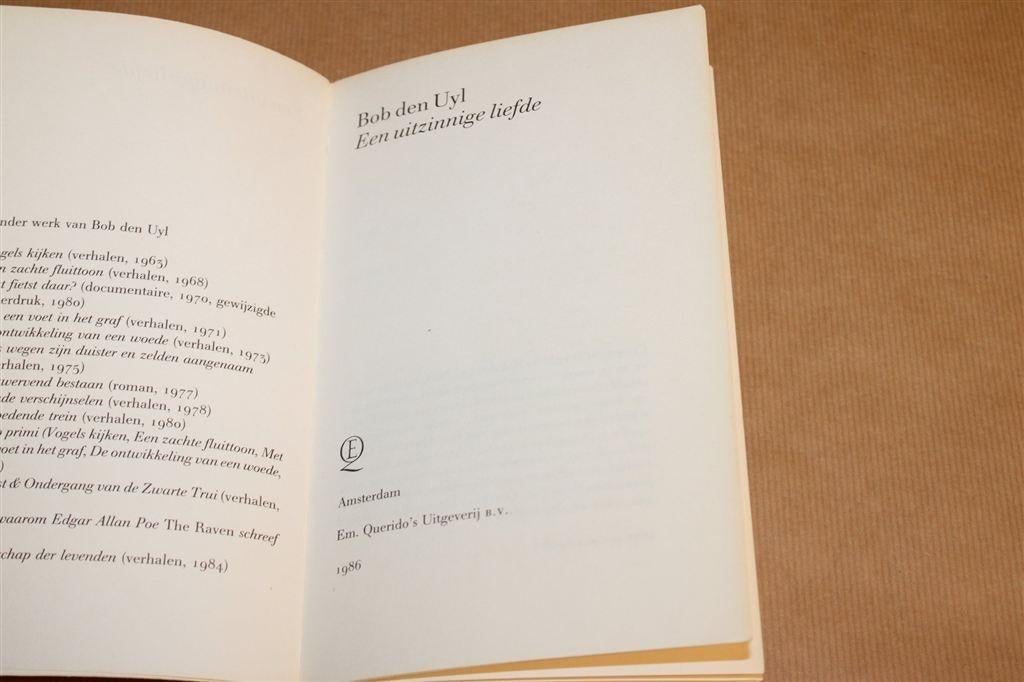 nder werk van Bob den Uyl
gels kijken (verhalen, 1963)
n zachte fluittoon (verhalen, 1968)
t fietst daar? (documentaire, 1970, gewijzigde
erdruk, 1980)
een voet in het graf (verhalen, 1971)
ontwikkeling van een woede (verhalen, 1973)
wegen zijn duister en zelden aangenaam
rhalen, 1975)
wervend bestaan (roman, 1977)
de verschijnselen (verhalen, 1978)
oedende trein (verhalen, 1980)
primi (Vogels kijken, Een zachte fluittoon, Met
voet in het graf, De ontwikkeling van een woede,
)
st & Ondergang van de Zwarte Trui (verhalen,
waarom Edgar Allan Poe The Raven schreef
chap der levenden (verhalen, 1984)
Bob den Uyl
Een uitzinnige liefde
EQ
Amsterdam
Em. Querido's Uitgeverij B.V.
1986